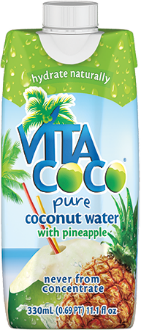 hydrate naturally
VITA
COCO®
pure
coconut water
with pineapple
never from
concentrate
330mL (0.69 PT) 11.1 fl oz